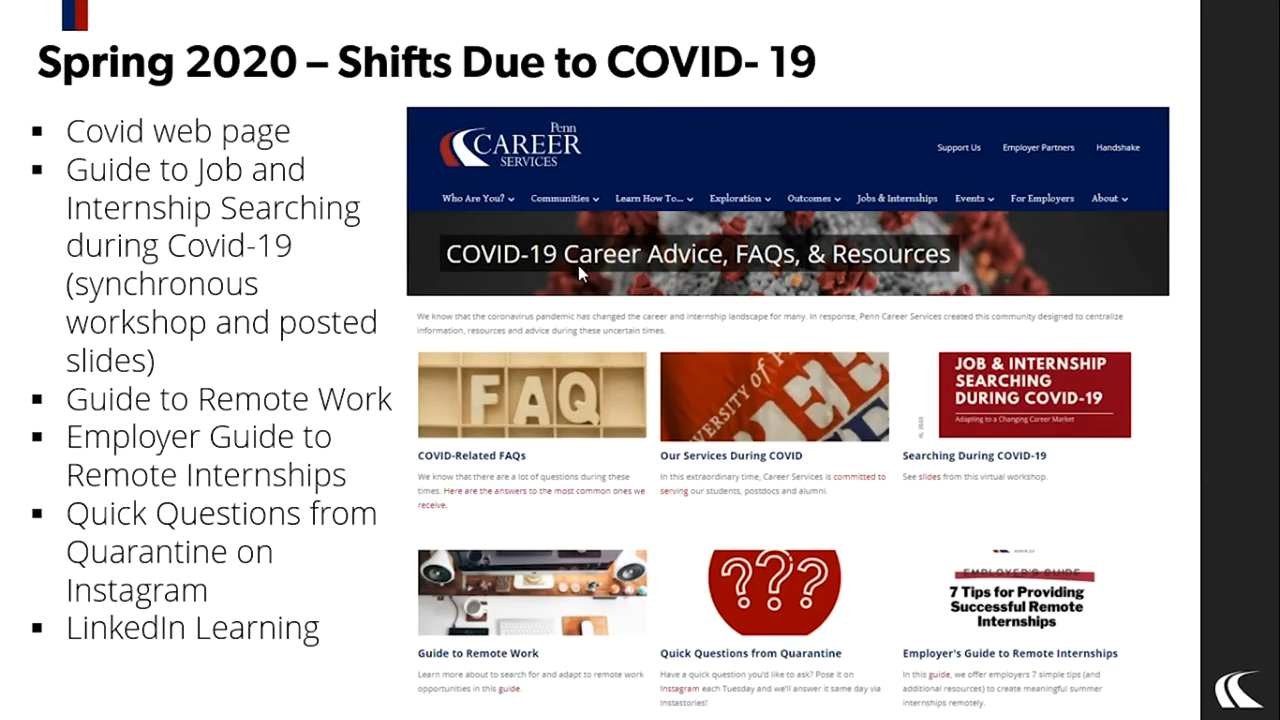 Spring 2020 – Shifts Due to COVID- 19
▪ Covid web page
▪ Guide to Job and
Internship Searching
during Covid-19
(synchronous
workshop and posted
slides)
▪ Guide to Remote Work
▪ Employer Guide to
Remote Internships
▪ Quick Questions from
Quarantine on
Instagram
▪ LinkedIn Learning
Penn
CAREER
SERVICES
Support Us Employer Partners Handshake
Who Are You? Communities Learn How To... Exploration Outcomes Jobs & Internships Events For Employers About
COVID-19 Career Advice, FAQs, & Resources
We know that the coronavirus pandemic has changed the career and internship landscape for many. In response, Penn Career Services created this community designed to centralize
information, resources and advice during these uncertain times.
FAQ
COVID-Related FAQs
We know that there are a lot of questions during these
times. Here are the answers to the most common ones we
receive.
VERSITY of
Our Services During COVID
In this extraordinary time, Career Services is committed to
serving our students, postdocs and alumni.
JOB & INTERNSHIP
SEARCHING
DURING COVID-19
Adapting to a Changing Career Market
Searching During COVID-19
See slides from this virtual workshop.
Guide to Remote Work
Learn more about to search for and adapt to remote work
opportunities in this guide.
???
Quick Questions from Quarantine
Have a quick question you'd like to ask? Pose it on
Instagram each Tuesday and we'll answer it same day via
Instastories!
EMPLOYER'S GUIDE
7 Tips for Providing
Successful Remote
Internships
Employer's Guide to Remote Internships
In this guide, we offer employers 7 simple tips (and
additional resources) to create meaningful summer
internships remotely.